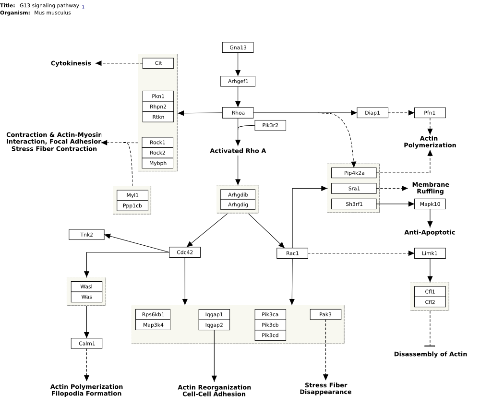 Title: G13 signaling pathway
Organism: Mus musculus
Gna13
Cytokinesis
Cit
Arhgef1
Pkn1
Rhpn2
Rtkn
Rhoa
Diap1
Pfn1
Pik3r2
Contraction & Actin-Myosin
Interaction, Focal Adhesion
Stress Fiber Contraction
Rock1
Rock2
Mybph
Activated Rho A
Actin
Polymerization
Pip4k2a
Sra1
Sh3rf1
Membrane
Ruffling
Mapk10
Myl1
Ppp1cb
Arhgdib
Arhgdig
Anti-Apoptotic
Tnk2
Cdc42
Rac1
Limk1
Wasl
Was
Cfl1
Cfl2
Rps6kb1
Map3k4
Iqgap1
Iqgap2
Pik3ca
Pik3cb
Pik3cd
Pak3
Calm1
Disassembly of Actin
Actin Polymerization
Filopodia Formation
Actin Reorganization
Cell-Cell Adhesion
Stress Fiber
Disappearance